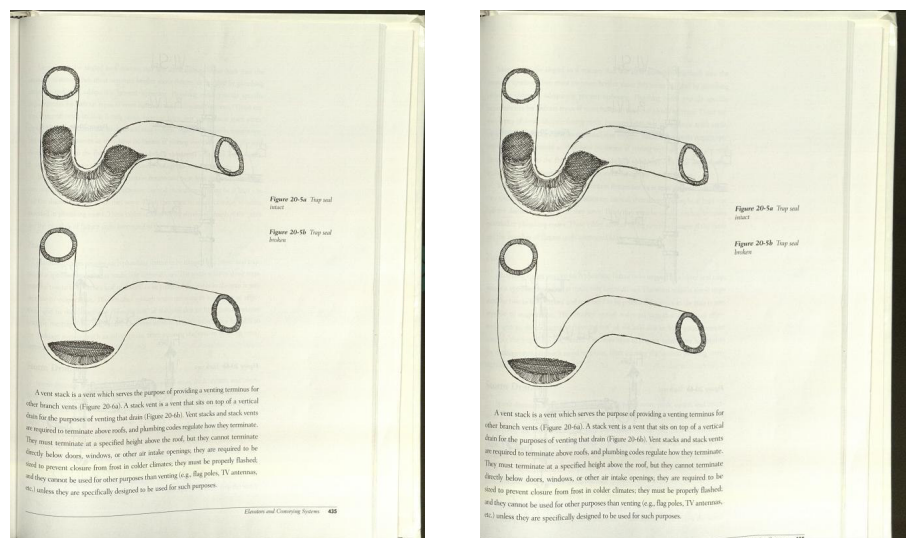 Figure 20-5a Trap seal
intact
Figure 20-5b Trap seal
broken
A vent stack is a vent which serves the purpose of providing a venting terminus for
other branch vents (Figure 20-6a). A stack vent is a vent that sits on top of a vertical
drain for the purposes of venting that drain (Figure 20-6b). Vent stacks and stack vents
are required to terminate above roofs, and plumbing codes regulate how they terminate.
They must terminate at a specified height above the roof, but they cannot terminate
directly below doors, windows, or other air intake openings; they are required to be
sized to prevent closure from frost in colder climates; they must be properly flashed;
and they cannot be used for other purposes than venting (e.g., flag poles, TV antennas,
etc.) unless they are specifically designed to be used for such purposes.
Elevators and Conveying Systems 425
Figure 20-5a Trap seal
intact
Figure 20-5b Trap seal
broken
A vent stack is a vent which serves the purpose of providing a venting terminus for
other branch vents (Figure 20-6a). A stack vent is a vent that sits on top of a vertical
drain for the purposes of venting that drain (Figure 20-6b). Vent stacks and stack vents
are required to terminate above roofs, and plumbing codes regulate how they terminate.
They must terminate at a specified height above the roof, but they cannot terminate
directly below doors, windows, or other air intake openings; they are required to be
sized to prevent closure from frost in colder climates; they must be properly flashed;
and they cannot be used for other purposes than venting (e.g., flag poles, TV antennas,
etc.) unless they are specifically designed to be used for such purposes.